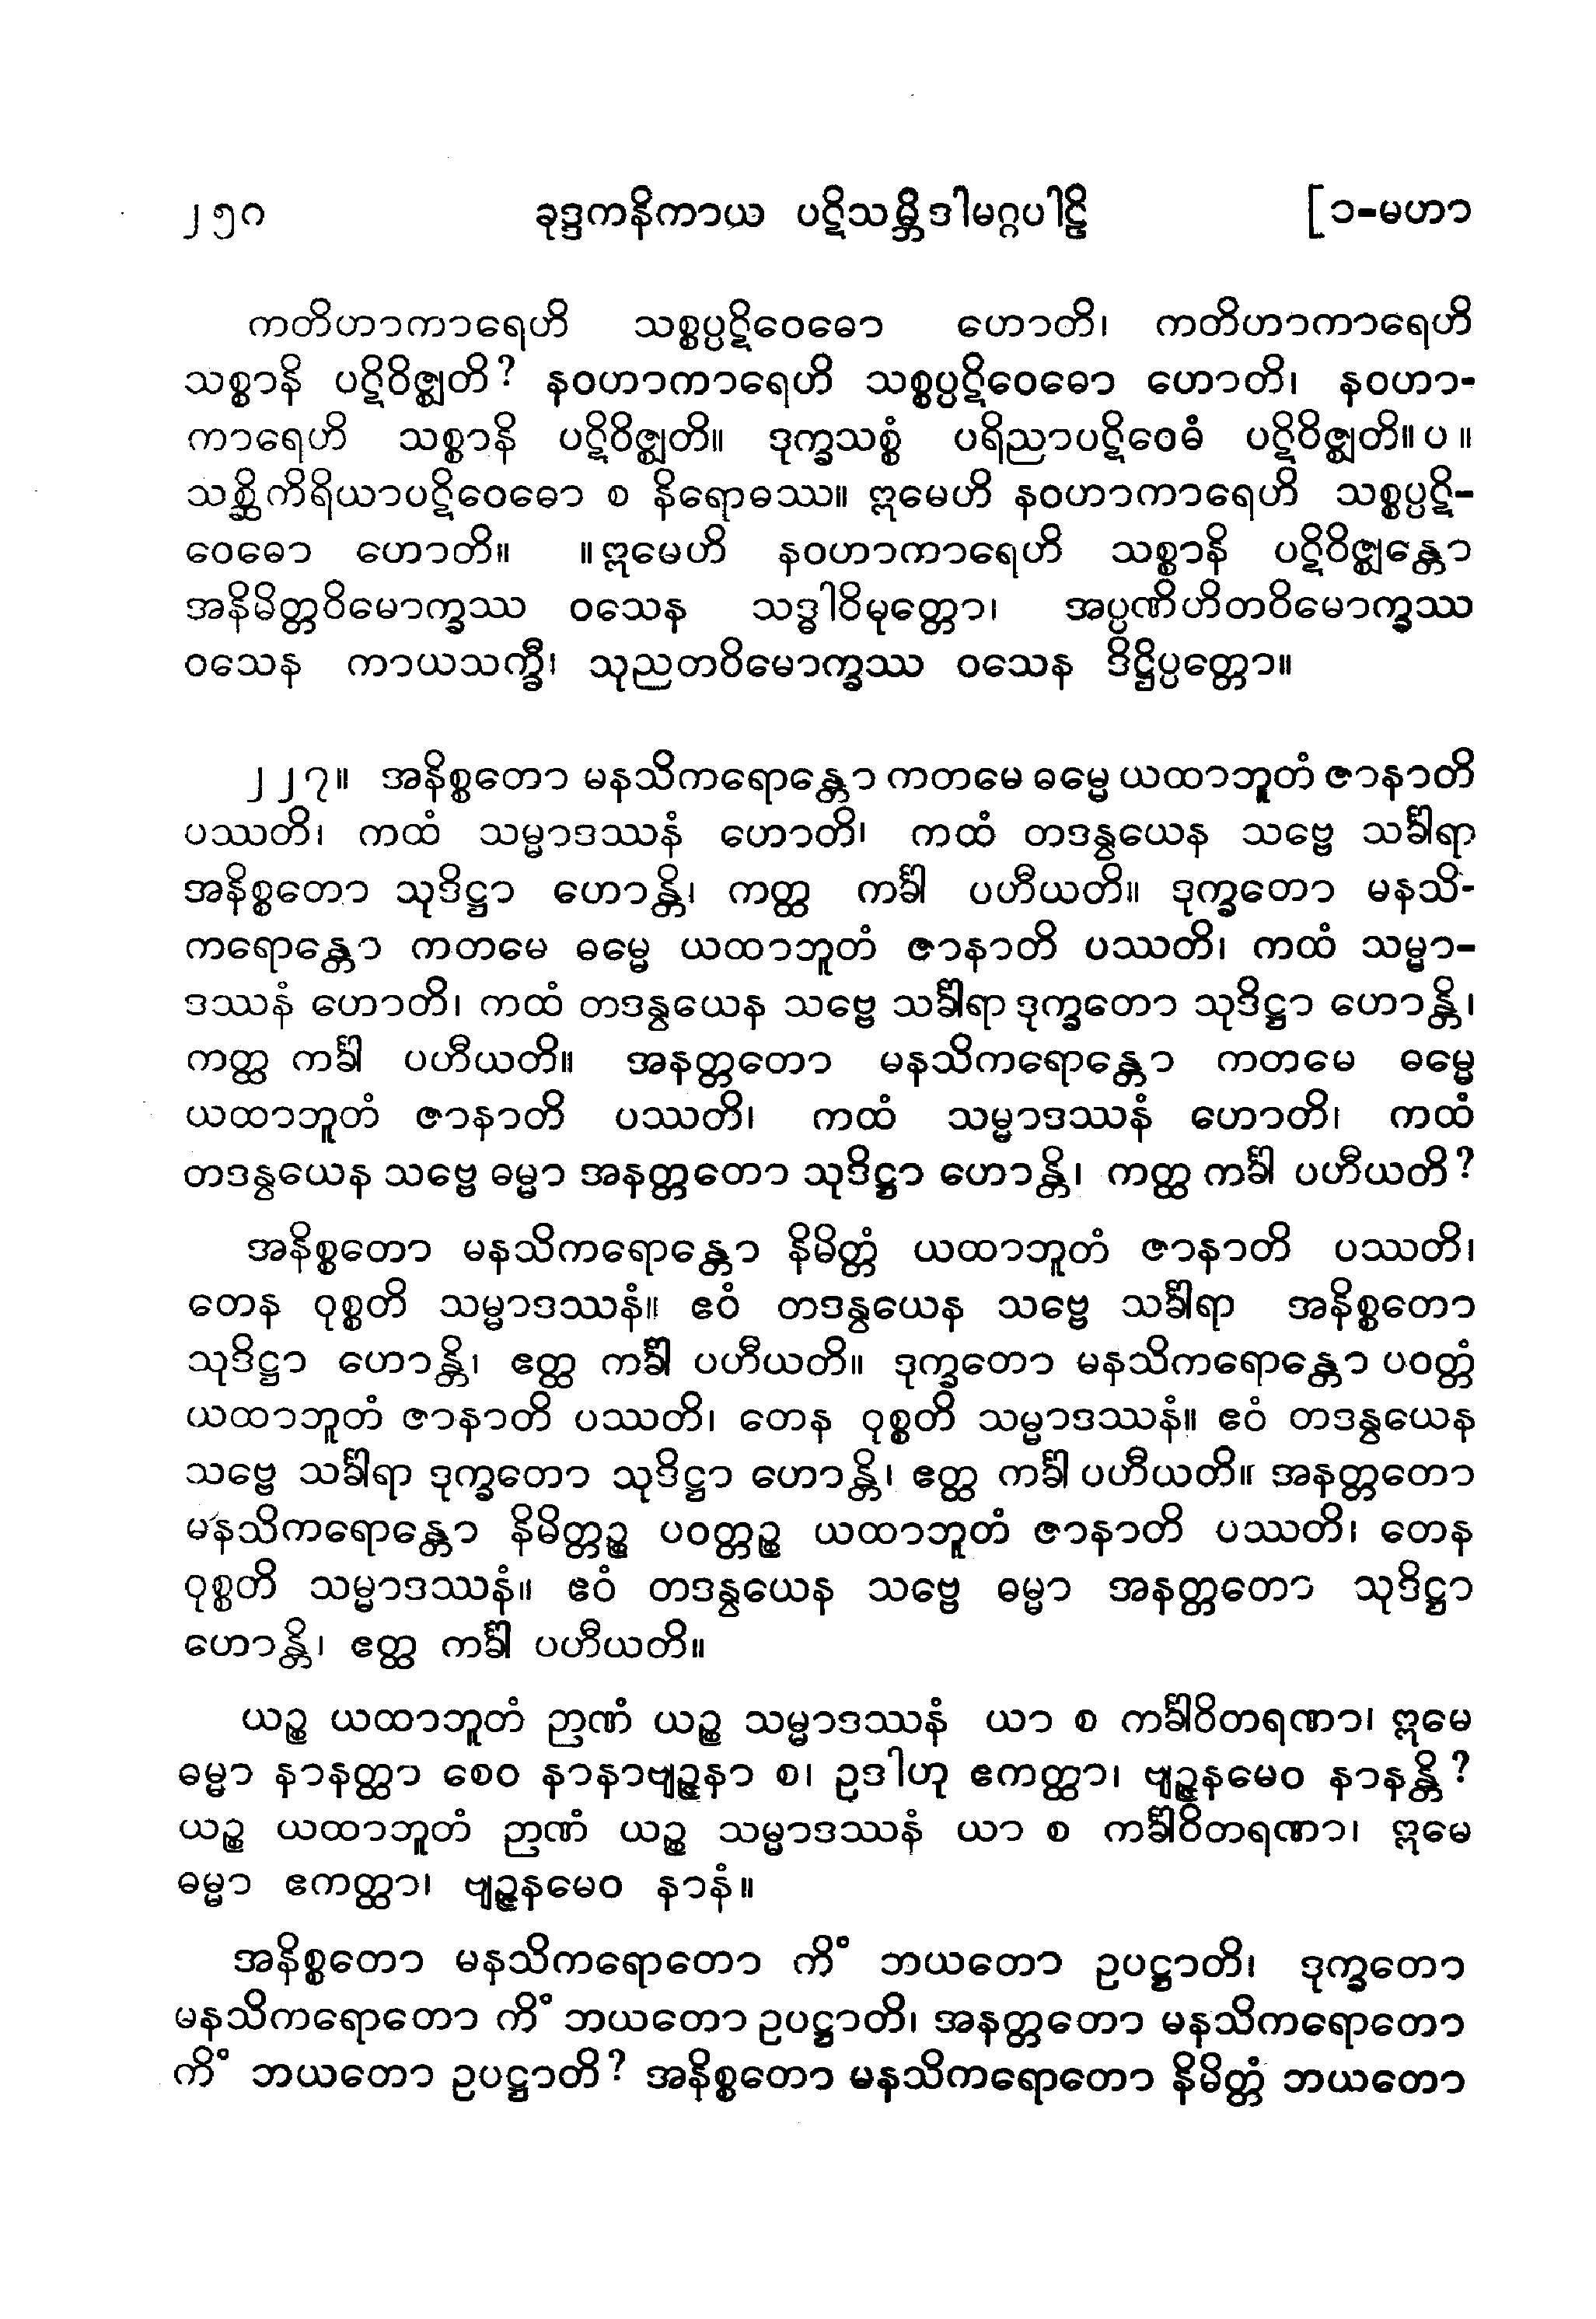 ၂၅၀ ခုဒ္ဒကနိကာယ ပဋိသမ္ဘိဒါမဂ္ဂပါဠိ [၁-မဟာ
ကတိဟာကာရေဟိ သစ္စပ္ပဋိဝေဓော ဟောတိ၊ ကတိဟာကာရေဟိ
သစ္စာနိ ပဋိဝိဇ္ဈတိ? နဝဟာကာရေဟိ သစ္စပ္ပဋိဝေဓော ဟောတိ၊ နဝဟာ-
ကာရေဟိ သစ္စာနိ ပဋိဝိဇ္ဈတိ။ ဒုက္ခသစ္စံ ပရိညာပဋိဝေဓံ ပဋိဝိဇ္ဈတိ။ပ။
သစ္ဆိကိရိယာပဋိဝေဓော စ နိရောဓဿ။ ဣမေဟိ နဝဟာကာရေဟိ သစ္စပ္ပဋိ-
ဝေဓော ဟောတိ။ ။ဣမေဟိ နဝဟာကာရေဟိ သစ္စာနိ ပဋိဝိဇ္ဈန္တော
အနိမိတ္တဝိမောက္ခဿ ဝသေန သဒ္ဓါဝိမုတ္တော၊ အပ္ပဏိဟိတဝိမောက္ခဿ
ဝသေန ကာယသက္ခီ၊ သုညတဝိမောက္ခဿ ဝသေန ဒိဋ္ဌိပ္ပတ္တော။
၂၂၇။ အနိစ္စတော မနသိကရောန္တော ကတမေ ဓမ္မေ ယထာဘူတံ ဇာနာတိ
ပဿတိ၊ ကထံ သမ္မာဒဿနံ ဟောတိ၊ ကထံ တဒနွယေန သဗ္ဗေ သင်္ခါရာ
အနိစ္စတော သုဒိဋ္ဌာ ဟောန္တိ၊ ကတ္ထ ကင်္ခါ ပဟီယတိ။ ဒုက္ခတော မနသိ-
ကရောန္တော ကတမေ ဓမ္မေ ယထာဘူတံ ဇာနာတိ ပဿတိ၊ ကထံ သမ္မာ-
ဒဿနံ ဟောတိ၊ ကထံ တဒနွယေန သဗ္ဗေ သင်္ခါရာ ဒုက္ခတော သုဒိဋ္ဌာ ဟောန္တိ၊
ကတ္ထ ကင်္ခါ ပဟီယတိ။ အနတ္တတော မနသိကရောန္တော ကတမေ ဓမ္မေ
ယထာဘူတံ ဇာနာတိ ပဿတိ၊ ကထံ သမ္မာဒဿနံ ဟောတိ၊ ကထံ
တဒနွယေန သဗ္ဗေ ဓမ္မာ အနတ္တတော သုဒိဋ္ဌာ ဟောန္တိ၊ ကတ္ထ ကင်္ခါ ပဟီယတိ?
အနိစ္စတော မနသိကရောန္တော နိမိတ္တံ ယထာဘူတံ ဇာနာတိ ပဿတိ၊
တေန ဝုစ္စတိ သမ္မာဒဿနံ။ ဧဝံ တဒနွယေန သဗ္ဗေ သင်္ခါရာ အနိစ္စတော
သုဒိဋ္ဌာ ဟောန္တိ၊ ဧတ္ထ ကင်္ခါ ပဟီယတိ။ ဒုက္ခတော မနသိကရောန္တော ပဝတ္တံ
ယထာဘူတံ ဇာနာတိ ပဿတိ၊ တေန ဝုစ္စတိ သမ္မာဒဿနံ။ ဧဝံ တဒနွယေန
သဗ္ဗေ သင်္ခါရာ ဒုက္ခတော သုဒိဋ္ဌာ ဟောန္တိ၊ ဧတ္ထ ကင်္ခါ ပဟီယတိ။ အနတ္တတော
မနသိကရောန္တော နိမိတ္တဉ္စ ပဝတ္တဉ္စ ယထာဘူတံ ဇာနာတိ ပဿတိ၊ တေန
ဝုစ္စတိ သမ္မာဒဿနံ။ ဧဝံ တဒနွယေန သဗ္ဗေ ဓမ္မာ အနတ္တတော သုဒိဋ္ဌာ
ဟောန္တိ၊ ဧတ္ထ ကင်္ခါ ပဟီယတိ။
ယဉ္စ ယထာဘူတံ ဉာဏံ ယဉ္စ သမ္မာဒဿနံ ယာ စ ကင်္ခါဝိတရဏာ၊ ဣမေ
ဓမ္မာ နာနတ္ထာ စေဝ နာနာဗျဉ္ဇနာ စ၊ ဥဒါဟု ဧကတ္ထာ၊ ဗျဉ္ဇနမေဝ နာနန္တိ?
ယဉ္စ ယထာဘူတံ ဉာဏံ ယဉ္စ သမ္မာဒဿနံ ယာ စ ကင်္ခါဝိတရဏာ၊ ဣမေ
ဓမ္မာ ဧကတ္ထာ၊ ဗျဉ္ဇနမေဝ နာနံ။
အနိစ္စတော မနသိကရောတော ကိံ ဘယတော ဥပဋ္ဌာတိ၊ ဒုက္ခတော
မနသိကရောတော ကိံ ဘယတော ဥပဋ္ဌာတိ၊ အနတ္တတော မနသိကရောတော
ကိံ ဘယတော ဥပဋ္ဌာတိ? အနိစ္စတော မနသိကရောတော နိမိတ္တံ ဘယတော